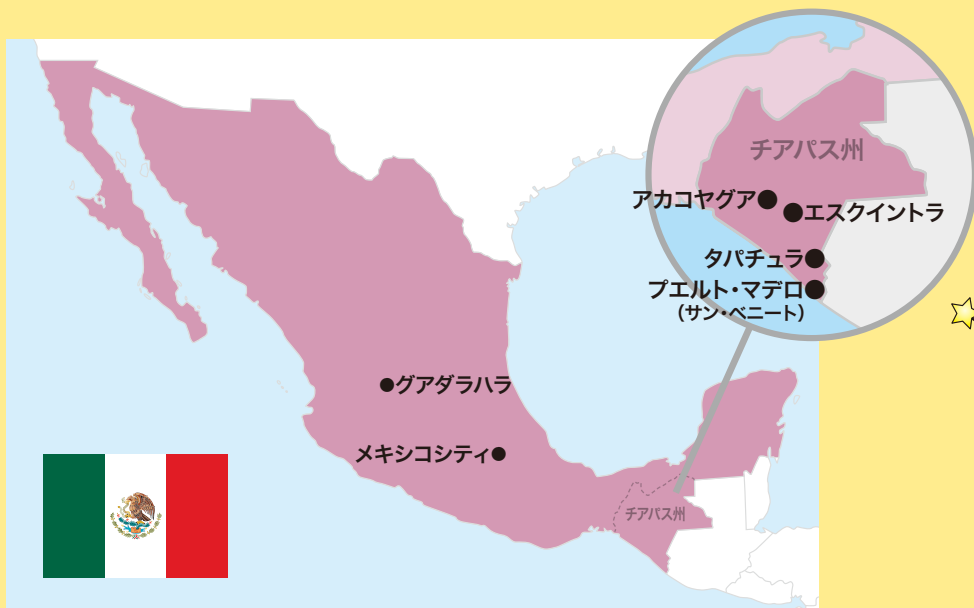 チアパス州
アカコヤグア
エスクイントラ
タパチュラ
プエルト・マデロ
（サン・ベニート）
グアダラハラ
メキシコシティ
チアパス州